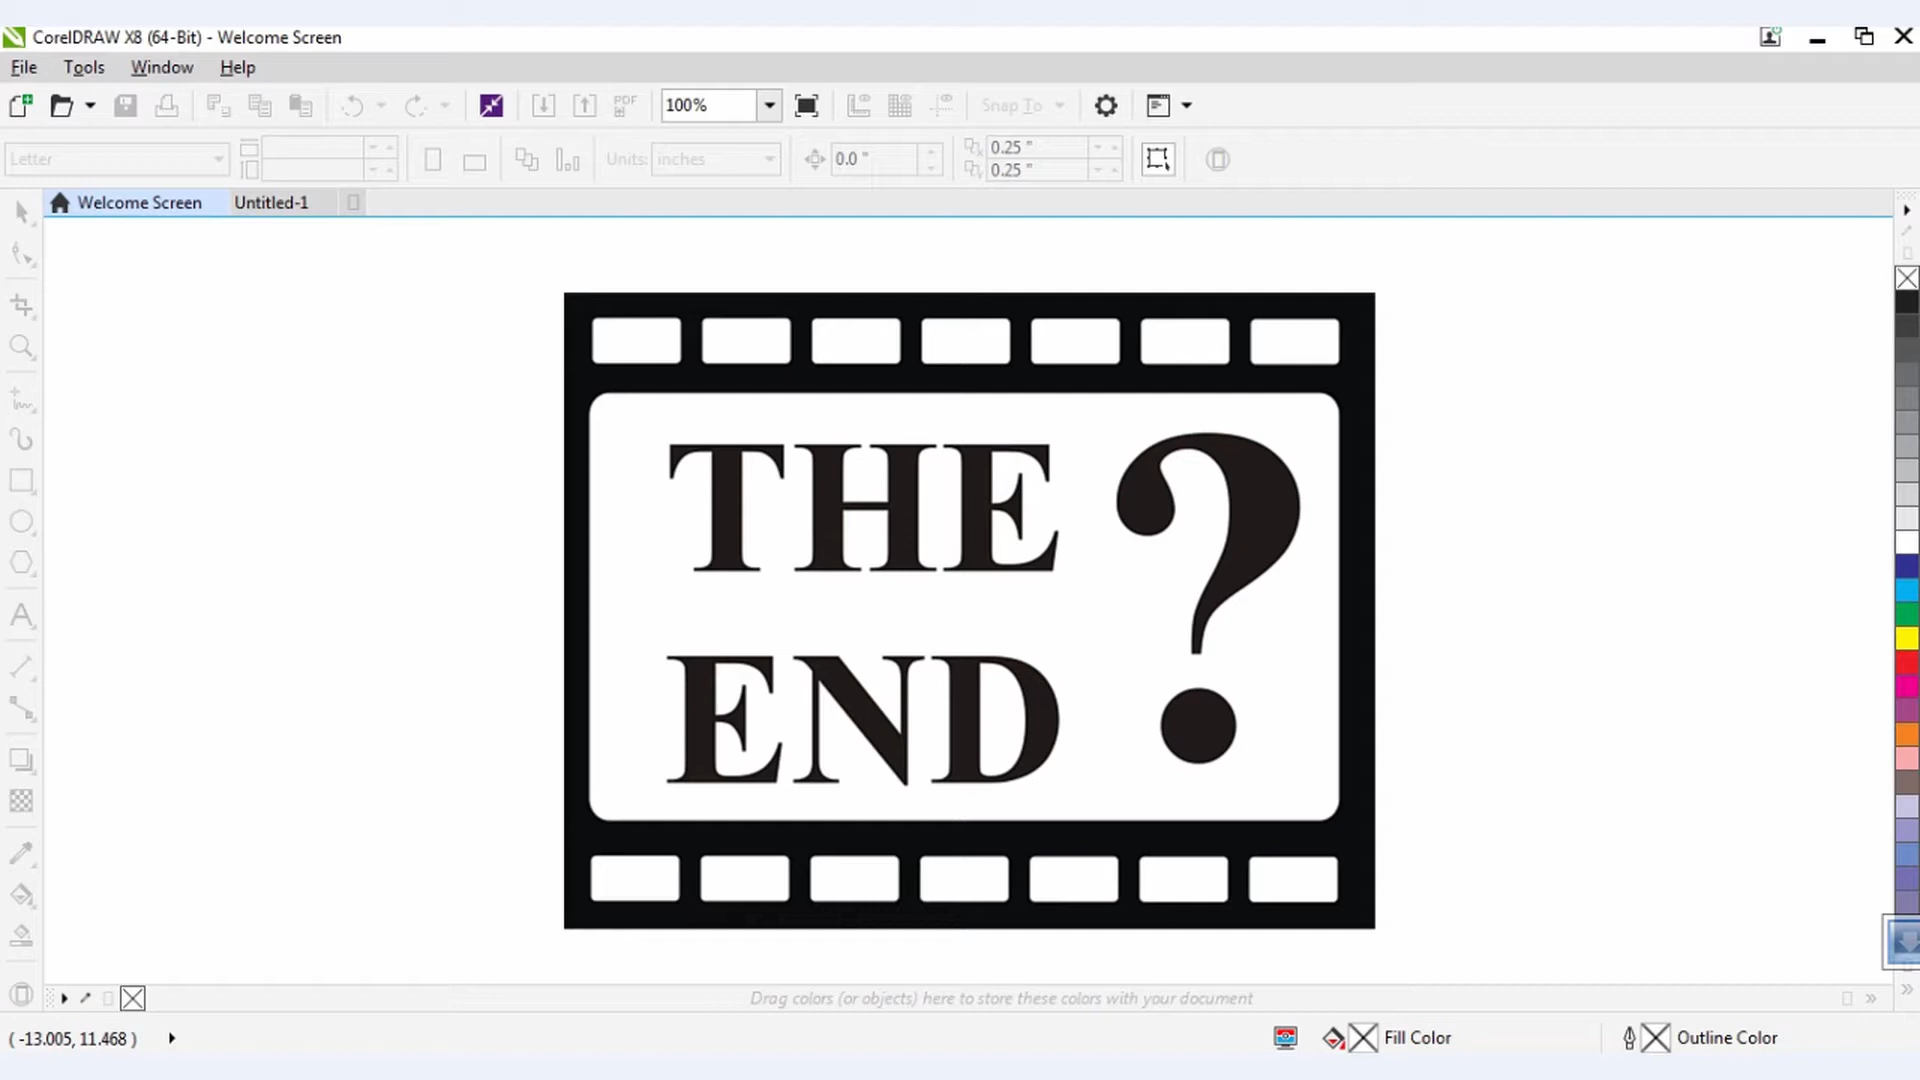 CorelDRAW X8 (64-Bit) - Welcome Screen
File Tools Window Help
PDF 100% Snap To
Letter Units: inches 0.0 " 0.25 "
0.25 "
Welcome Screen Untitled-1
THE ?
END
Drag colors (or objects) here to store these colors with your document
( -13.005, 11.468 ) Fill Color Outline Color